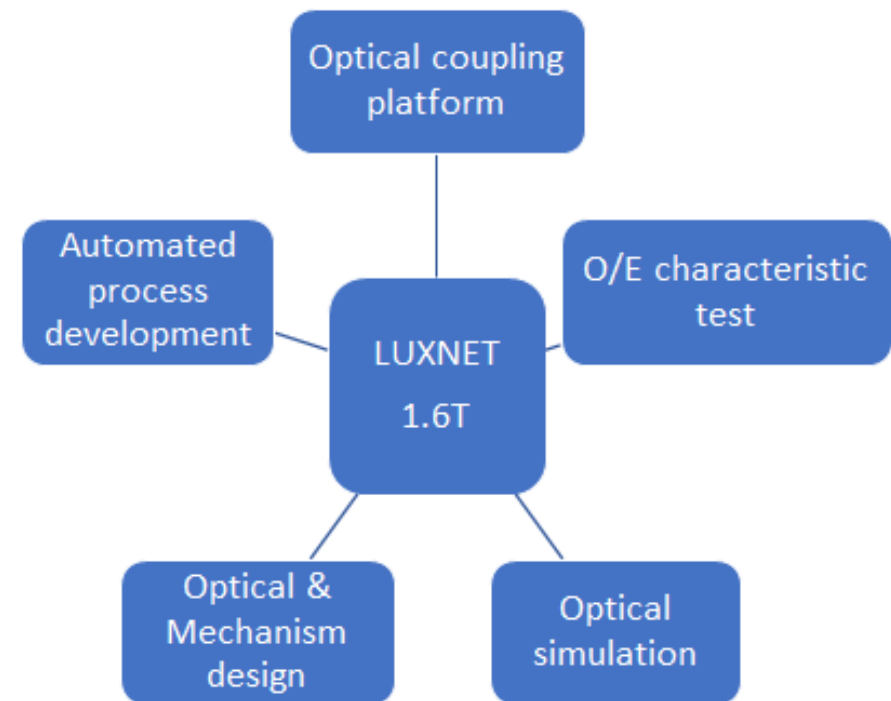 Optical coupling
platform
Automated
process
development
O/E characteristic
test
LUXNET
1.6T
Optical &
Mechanism
design
Optical
simulation